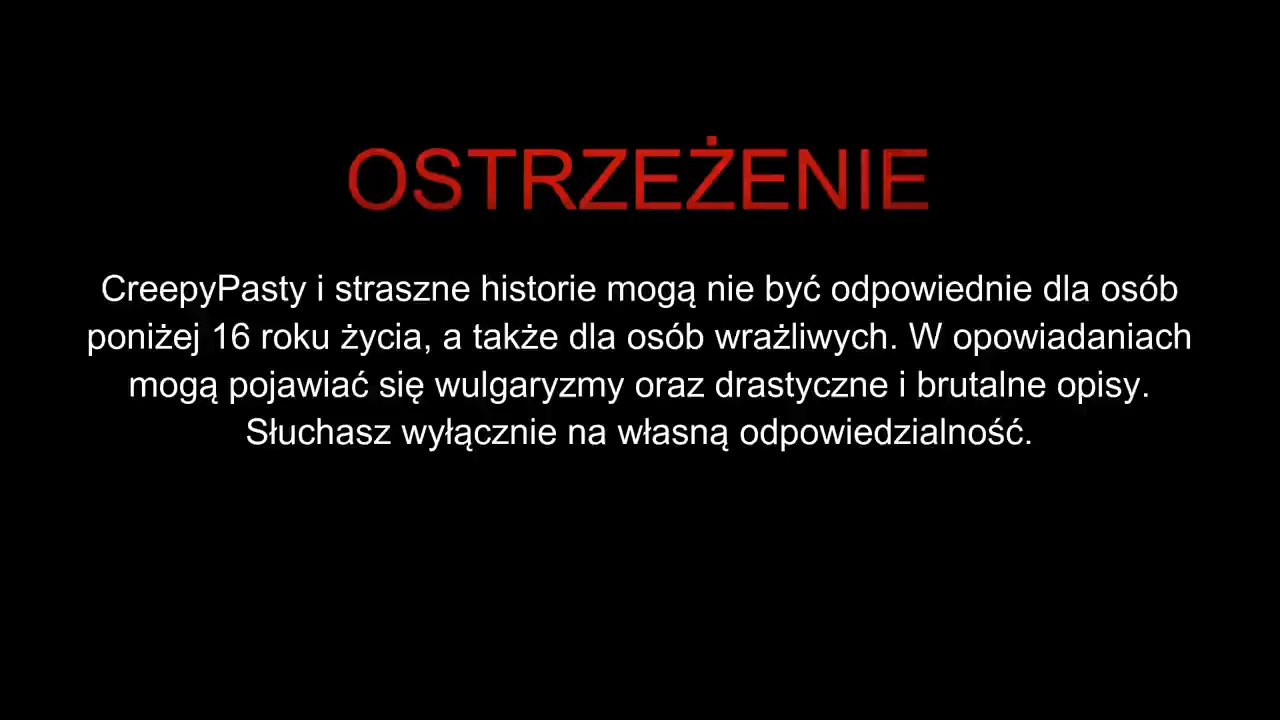 OSTRZEŻENIE
CreepyPasty i straszne historie mogą nie być odpowiednie dla osób
poniżej 16 roku życia, a także dla osób wrażliwych. W opowiadaniach
mogą pojawiać się wulgaryzmy oraz drastyczne i brutalne opisy.
Słuchasz wyłącznie na własną odpowiedzialność.